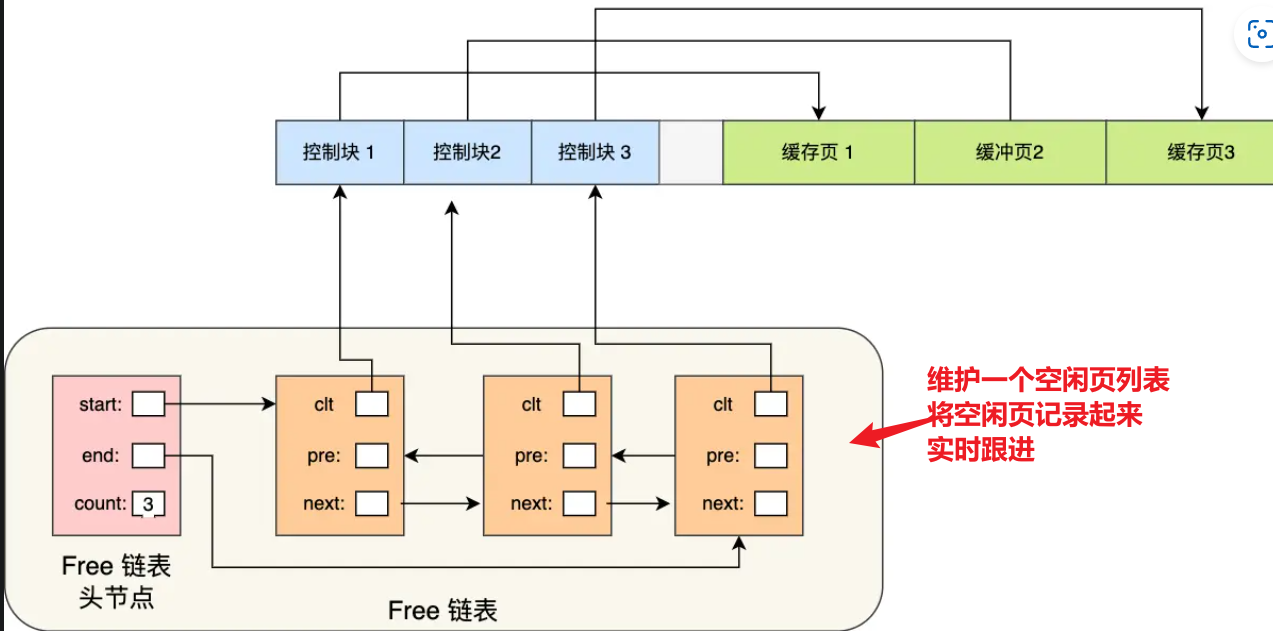 控制块 1
控制块2
控制块 3
缓存页 1
缓冲页2
缓存页3
维护一个空闲页列表
将空闲页记录起来
实时跟进
start:
end:
count: 3
clt
pre:
next:
clt
pre:
next:
clt
pre:
next:
Free 链表
头节点
Free 链表